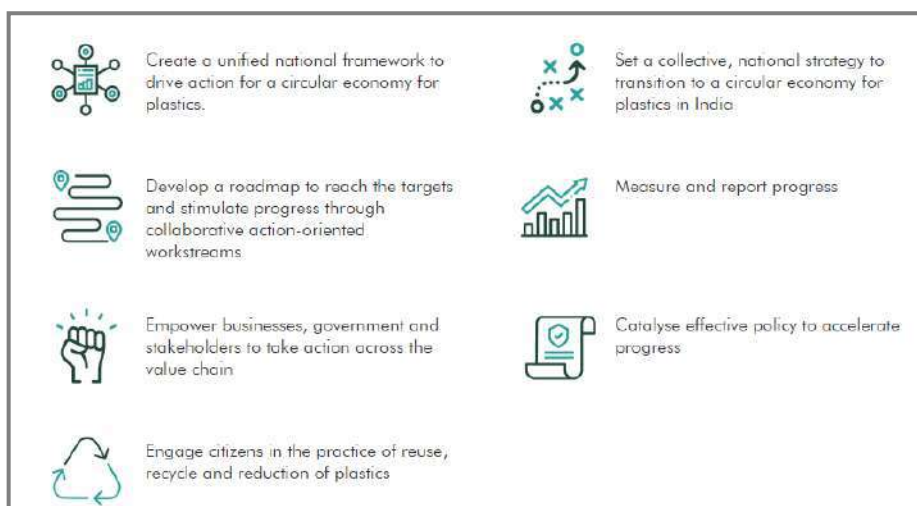 Create a unified national framework to
drive action for a circular economy for
plastics.
Set a collective, national strategy to
transition to a circular economy for
plastics in India
Develop a roadmap to reach the targets
and stimulate progress through
collaborative action-oriented
workstreams
Measure and report progress
Empower businesses, government and
stakeholders to take action across the
value chain
Catalyse effective policy to accelerate
progress
Engage citizens in the practice of reuse,
recycle and reduction of plastics